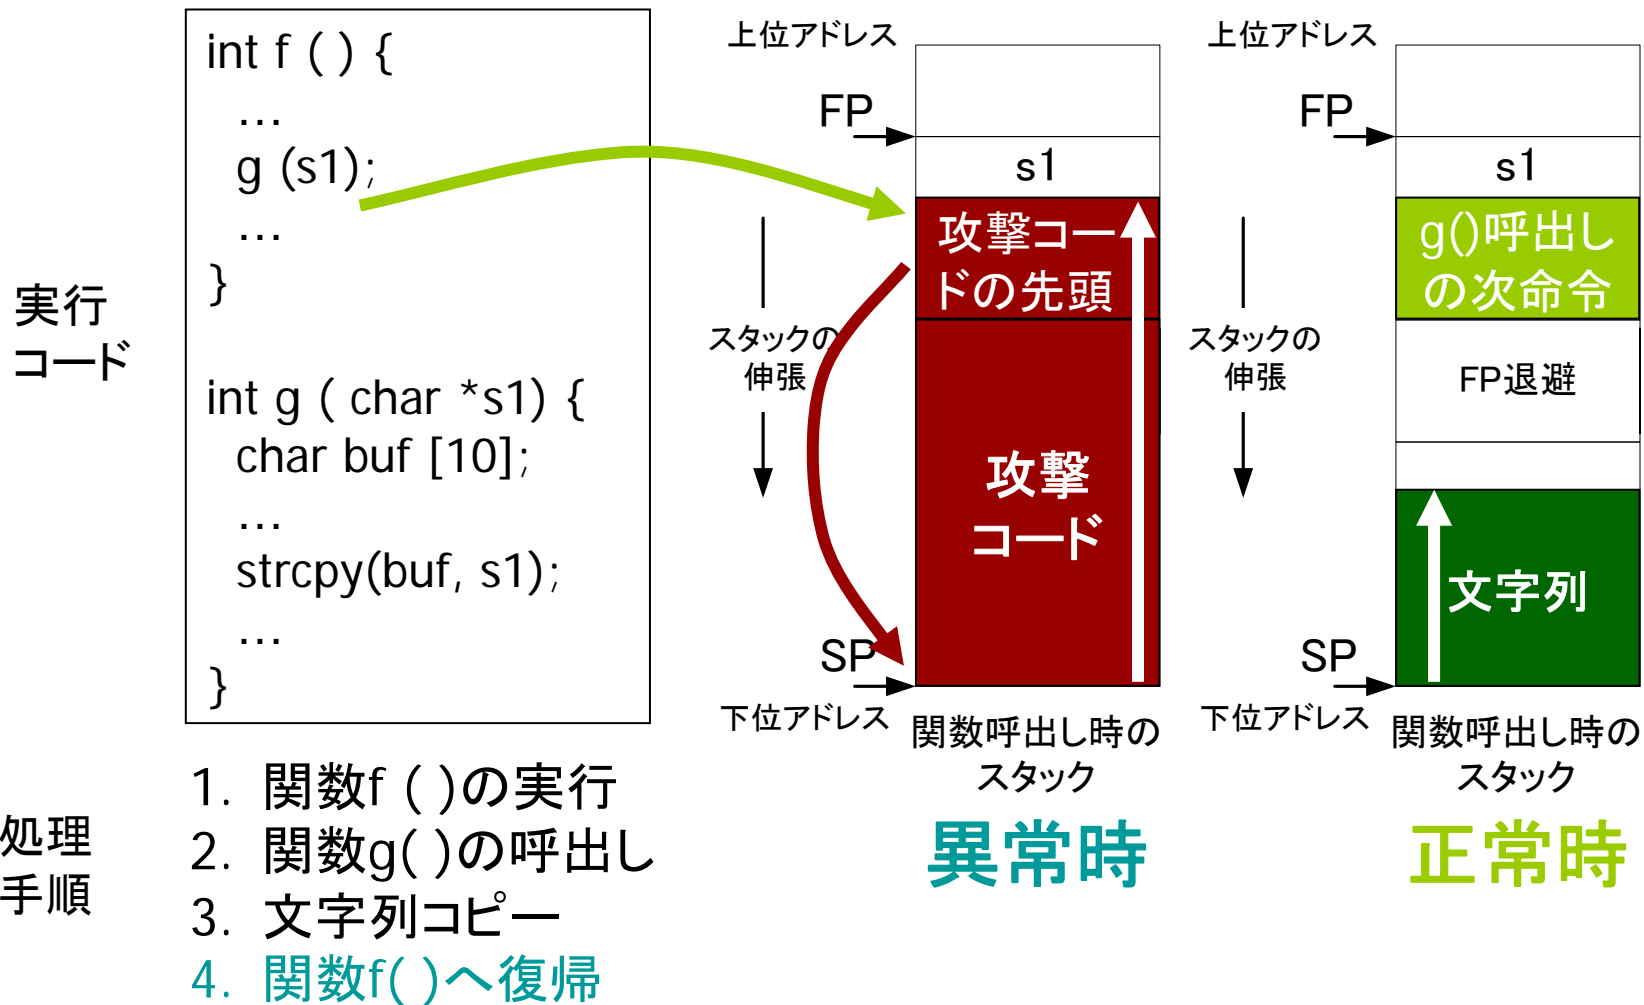 実行
コード
int f ( ) {
…
g (s1);
…
}
int g ( char *s1) {
char buf [10];
…
strcpy(buf, s1);
…
}
処理
手順
1. 関数f ( )の実行
2. 関数g( )の呼出し
3. 文字列コピー
4. 関数f( )へ復帰
上位アドレス
FP
s1
攻撃コー
ドの先頭
スタックの
伸張
攻撃
コード
SP
下位アドレス
関数呼出し時の
スタック
異常時
上位アドレス
FP
s1
g()呼出し
の次命令
スタックの
伸張
FP退避
文字列
SP
下位アドレス
関数呼出し時の
スタック
正常時